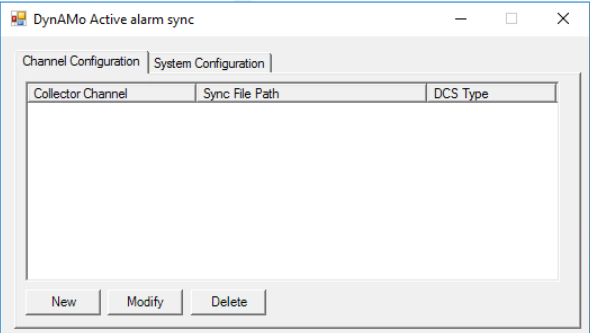 DynAMo Active alarm sync
Channel Configuration System Configuration
Collector Channel Sync File Path DCS Type
New Modify Delete